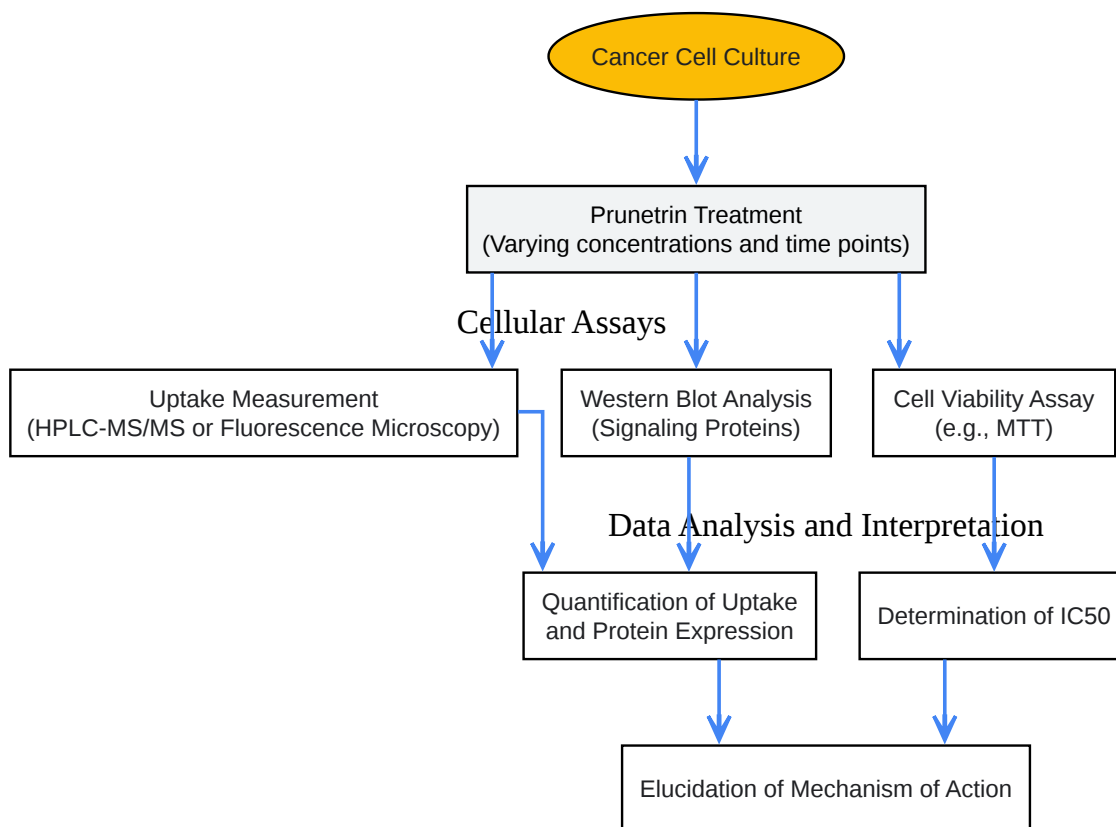 Cancer Cell Culture
Prunetrin Treatment
(Varying concentrations and time points)
Cellular Assays
Uptake Measurement
(HPLC-MS/MS or Fluorescence Microscopy)
Western Blot Analysis
(Signaling Proteins)
Cell Viability Assay
(e.g., MTT)
Data Analysis and Interpretation
Quantification of Uptake
and Protein Expression
Determination of IC50
Elucidation of Mechanism of Action